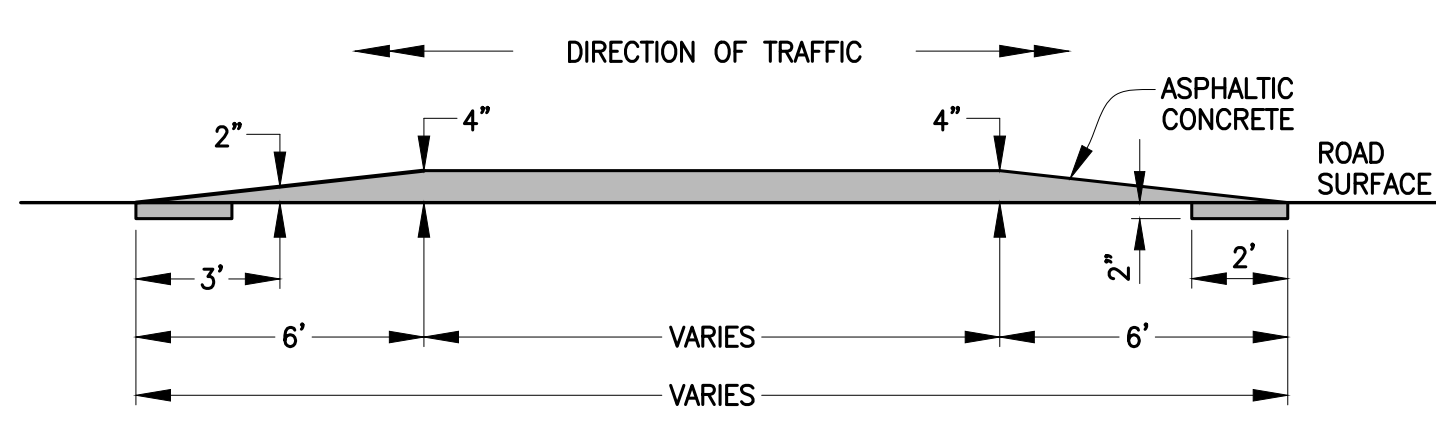 DIRECTION OF TRAFFIC
ASPHALTIC
CONCRETE
2”
4”
4”
ROAD
SURFACE
3'
2”
2'
6'
VARIES
6'
VARIES